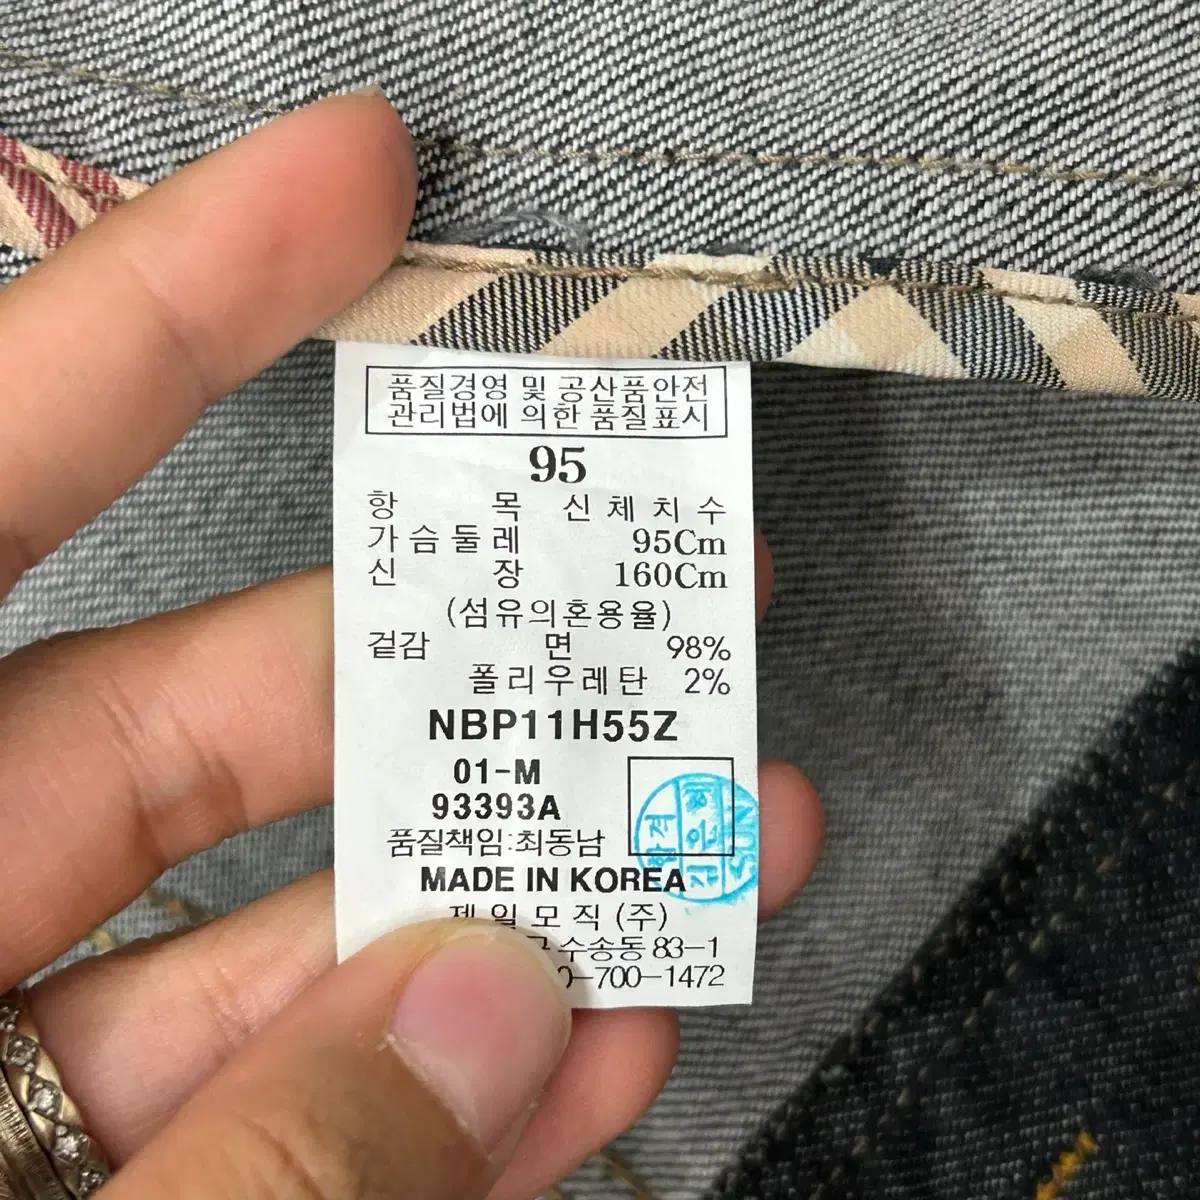 품질경영 및 공산품안전
관리법에 의한 품질표시
95
항 목 신체치수
가슴둘레 95Cm
신 장 160Cm
(섬유의혼용율)
겉감 면 98%
폴리우레탄 2%
NBP11H55Z
01-M
93393A
품질책임:최동남
MADE IN KOREA
제일모직(주)
수송동 83-1
0-700-1472
SUN